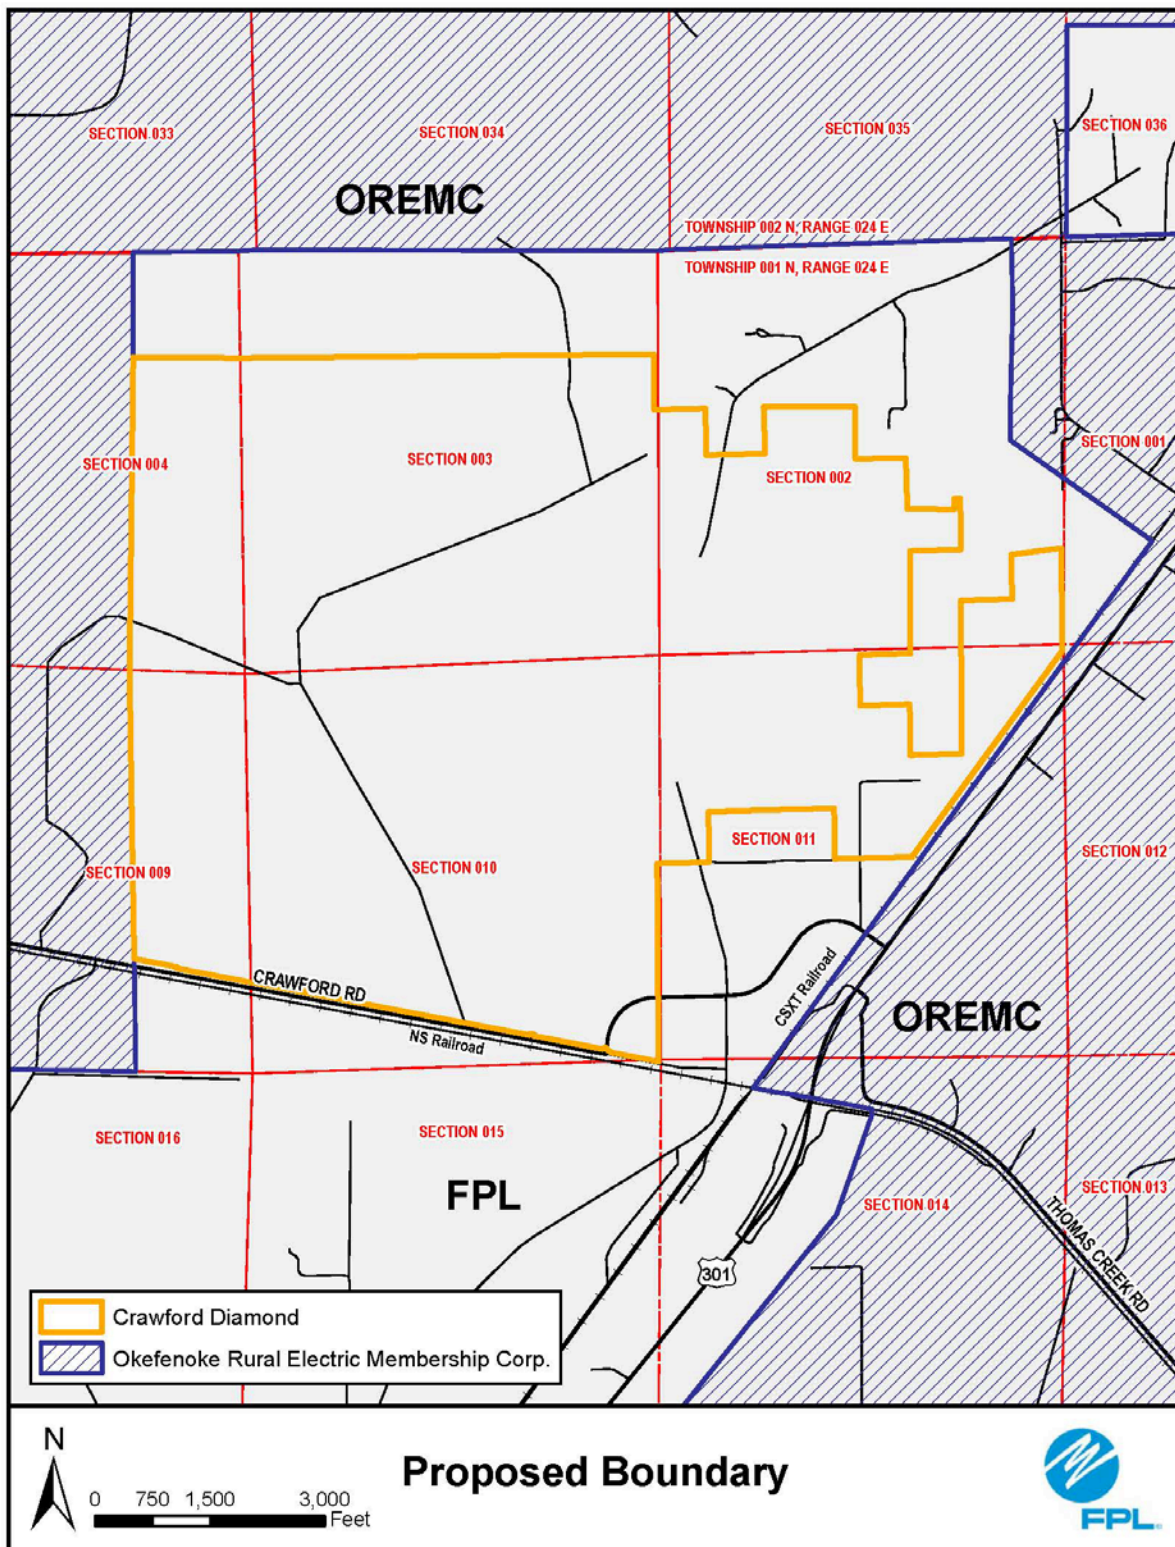 SECTION 033
SECTION 034
SECTION 035
SECTION 036
OREMC
TOWNSHIP 002 N, RANGE 024 E
TOWNSHIP 001 N, RANGE 024 E
SECTION 004
SECTION 003
SECTION 002
SECTION 001
SECTION 009
SECTION 010
SECTION 011
SECTION 012
CRAWFORD RD
NS Railroad
CSXT Railroad
OREMC
SECTION 016
SECTION 015
FPL
SECTION 014
SECTION 013
THOMAS CREEK RD
301
Crawford Diamond
Okefenoke Rural Electric Membership Corp.
N
0 750 1,500 3,000
Feet
Proposed Boundary
FPL